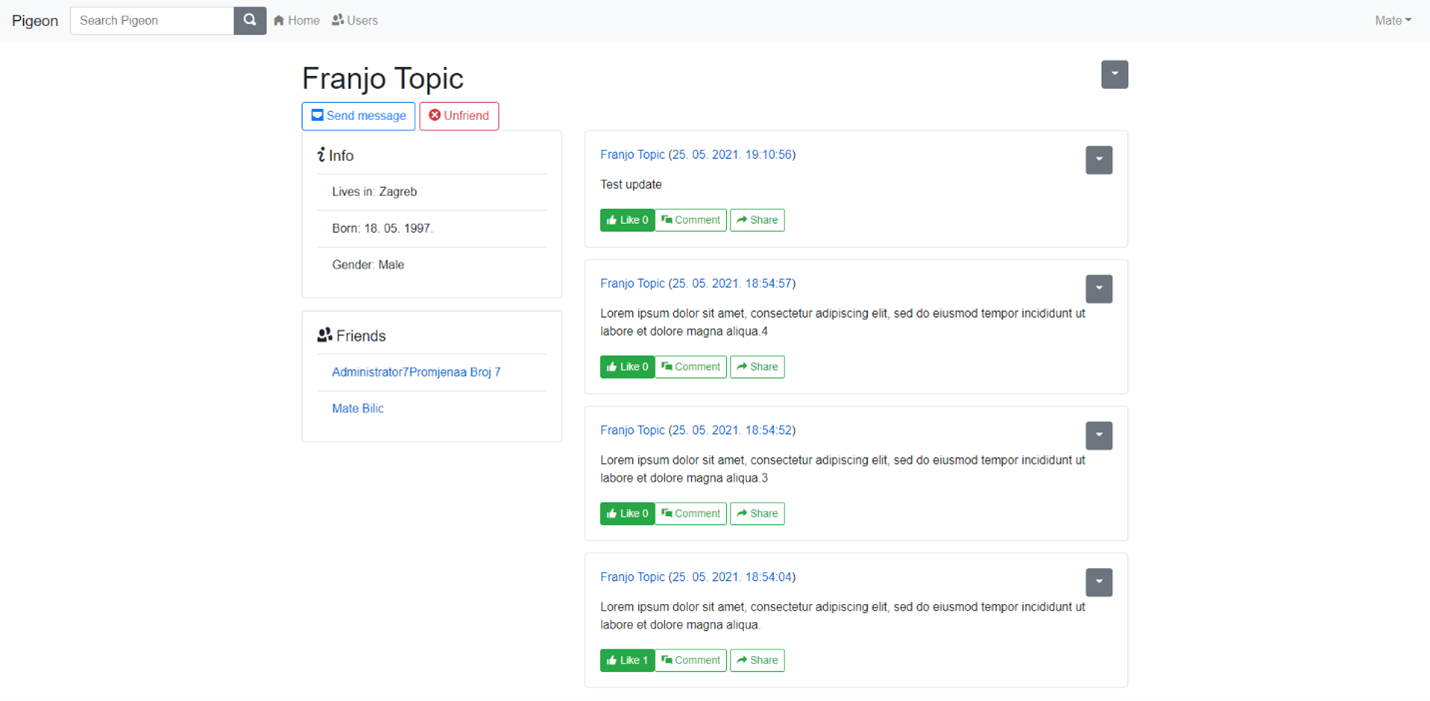 Pigeon Search Pigeon Home Users Mate
Franjo Topic
Send message Unfriend
Info
Lives in: Zagreb
Born: 18. 05. 1997.
Gender: Male
Friends
Administrator7Promjenaa Broj 7
Mate Bilic
Franjo Topic (25. 05. 2021. 19:10:56)
Test update
Like 0 Comment Share
Franjo Topic (25. 05. 2021. 18:54:57)
Lorem ipsum dolor sit amet, consectetur adipiscing elit, sed do eiusmod tempor incididunt ut
labore et dolore magna aliqua.4
Like 0 Comment Share
Franjo Topic (25. 05. 2021. 18:54:52)
Lorem ipsum dolor sit amet, consectetur adipiscing elit, sed do eiusmod tempor incididunt ut
labore et dolore magna aliqua.3
Like 0 Comment Share
Franjo Topic (25. 05. 2021. 18:54:04)
Lorem ipsum dolor sit amet, consectetur adipiscing elit, sed do eiusmod tempor incididunt ut
labore et dolore magna aliqua.
Like 1 Comment Share